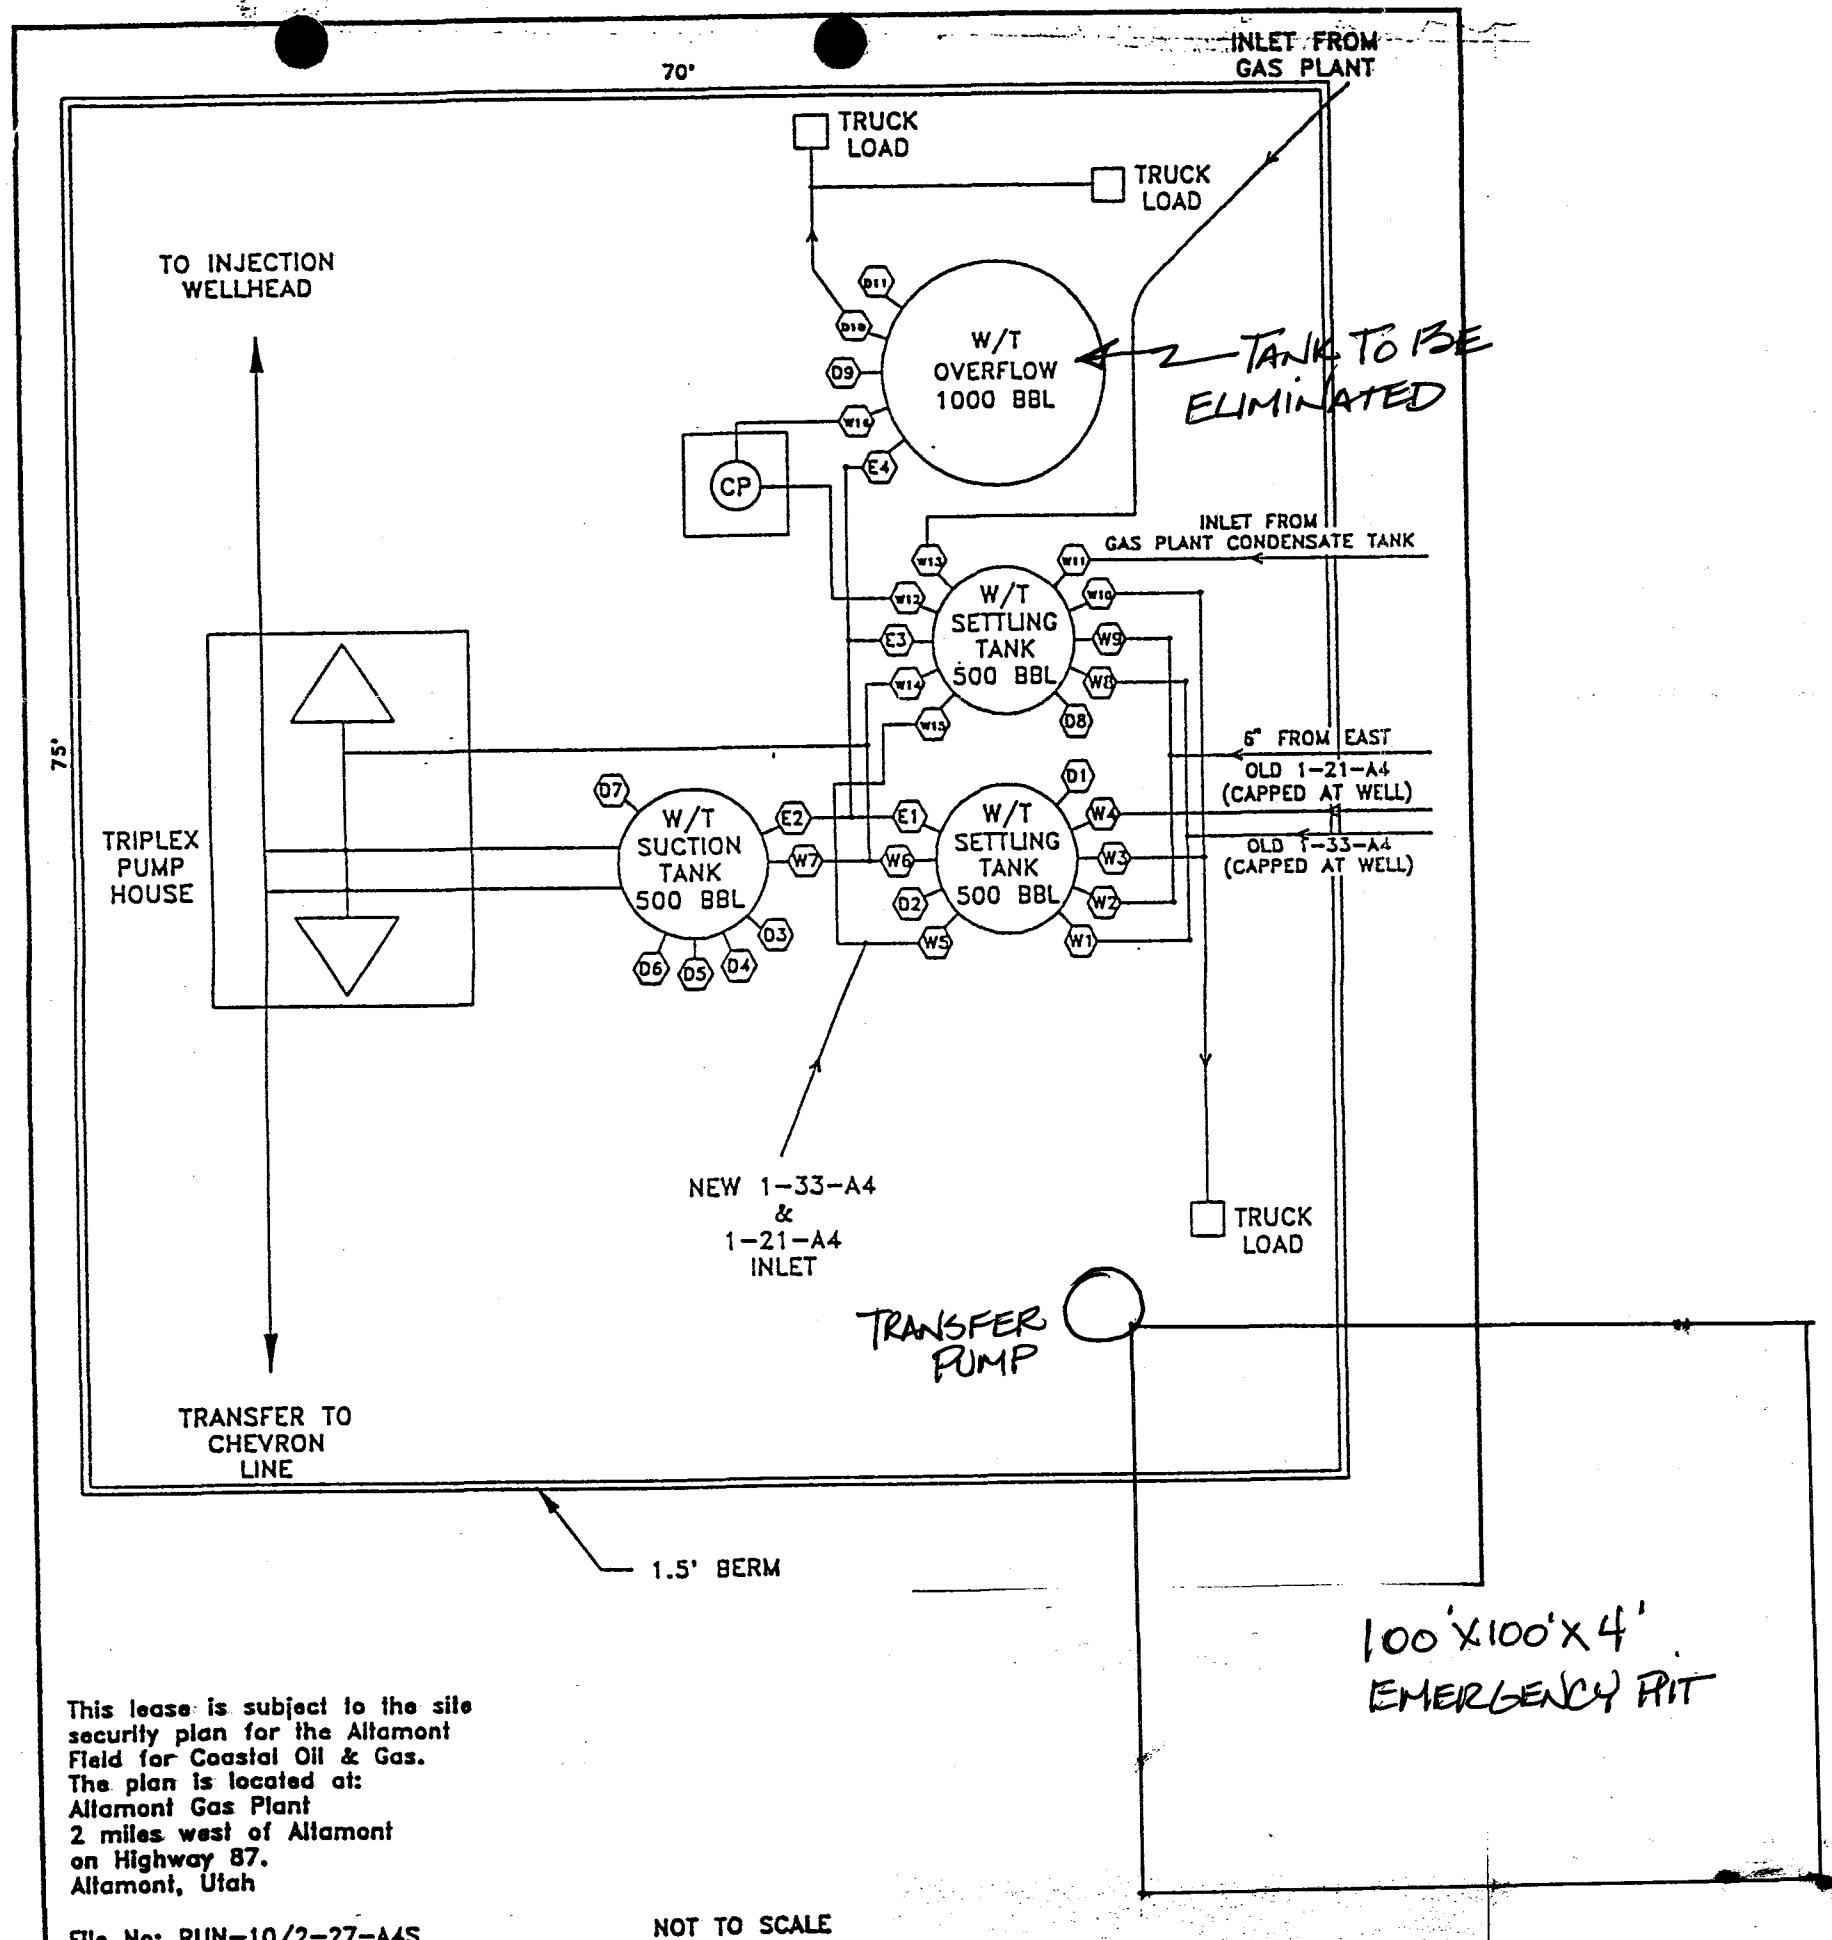 INLET FROM
GAS PLANT
70'
TRUCK
LOAD
TRUCK
LOAD
TO INJECTION
WELLHEAD
D11
D10
D9
W16
E4
W/T
OVERFLOW
1000 BBL
TANK TO BE
ELIMINATED
CP
INLET FROM
GAS PLANT CONDENSATE TANK
W13
W11
W12
W10
E3
W9
W14
W8
W15
D8
W/T
SETTLING
TANK
500 BBL
75'
6" FROM EAST
OLD 1-21-A4
(CAPPED AT WELL)
OLD 1-33-A4
(CAPPED AT WELL)
TRIPLEX
PUMP
HOUSE
D7
W/T
SUCTION
TANK
500 BBL
E2
W7
D3
D4
D5
D6
E1
W6
D2
W5
W/T
SETTLING
TANK
500 BBL
D1
W4
W3
W2
W1
NEW 1-33-A4
&
1-21-A4
INLET
TRUCK
LOAD
TRANSFER
PUMP
TRANSFER TO
CHEVRON
LINE
1.5' BERM
100'X100'X4'
EMERGENCY PIT
This lease is subject to the site
security plan for the Altamont
Field for Coastal Oil & Gas.
The plan is located at:
Altamont Gas Plant
2 miles west of Altamont
on Highway 87.
Altamont, Utah
File No: RUN-10/2-27-A4S
NOT TO SCALE